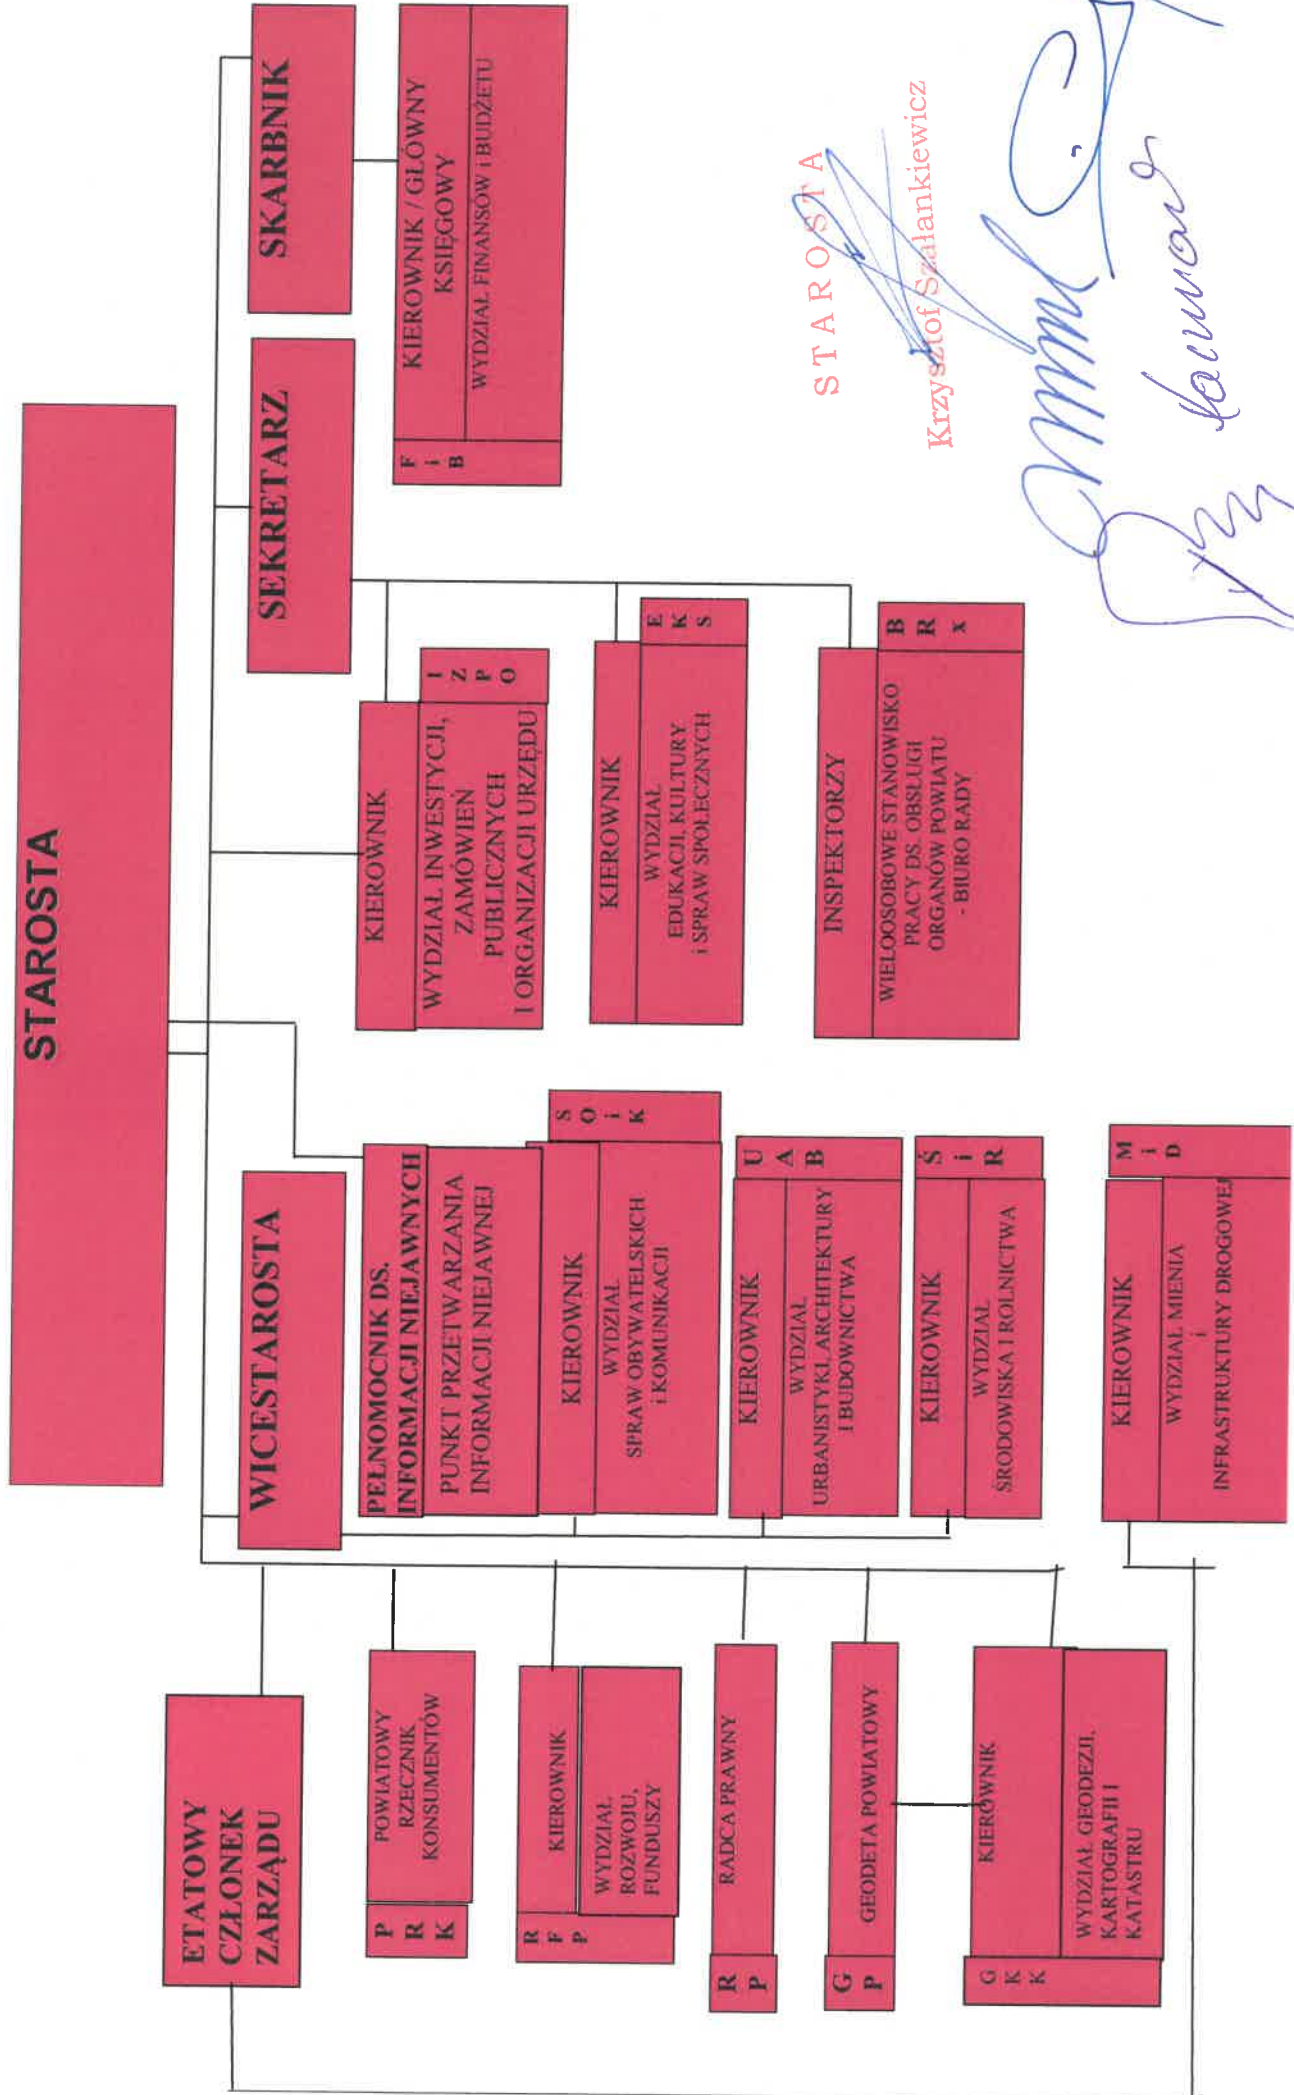 STAROSTA
ETATOWY
CZŁONEK
ZARZĄDU
WICESTAROSTA
SEKRETARZ
SKARBNIK
P
R
K
POWIATOWY
RZECZNIK
KONSUMENTÓW
R
F
P
KIEROWNIK
WYDZIAŁ
ROZWOJU,
FUNDUSZY
R
P
RADCA PRAWNY
G
P
GEODETA POWIATOWY
G
K
K
KIEROWNIK
WYDZIAŁ GEODEZJI,
KARTOGRAFII I
KATASTRU
PEŁNOMOCNIK DS.
INFORMACJI NIEJAWNYCH
PUNKT PRZETWARZANIA
INFORMACJI NIEJAWNEJ
KIEROWNIK
WYDZIAŁ
SPRAW OBYWATELSKICH
i KOMUNIKACJI
S
O
i
K
KIEROWNIK
WYDZIAŁ
URBANISTYKI, ARCHITEKTURY
I BUDOWNICTWA
U
A
B
KIEROWNIK
WYDZIAŁ
ŚRODOWISKA I ROLNICTWA
Ś
i
R
KIEROWNIK
WYDZIAŁ MIENIA
i
INFRASTRUKTURY DROGOWEJ
M
i
D
KIEROWNIK
WYDZIAŁ INWESTYCJI,
ZAMÓWIEŃ
PUBLICZNYCH
I ORGANIZACJI URZĘDU
I
Z
P
O
KIEROWNIK
WYDZIAŁ
EDUKACJI, KULTURY
i SPRAW SPOŁECZNYCH
E
K
S
INSPEKTORZY
WIELOOSOBOWE STANOWISKO
PRACY DS. OBSŁUGI
ORGANÓW POWIATU
- BIURO RADY
B
R
x
F
i
B
KIEROWNIK / GŁÓWNY
KSIĘGOWY
WYDZIAŁ FINANSÓW i BUDŻETU
STAROSTA
Krzysztof Szałankiewicz